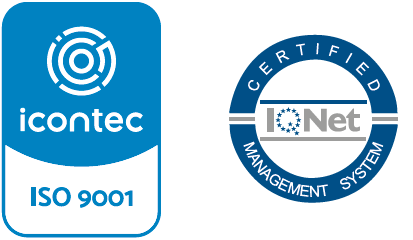 icontec
ISO 9001
CERTIFIED
IQNet
MANAGEMENT SYSTEM